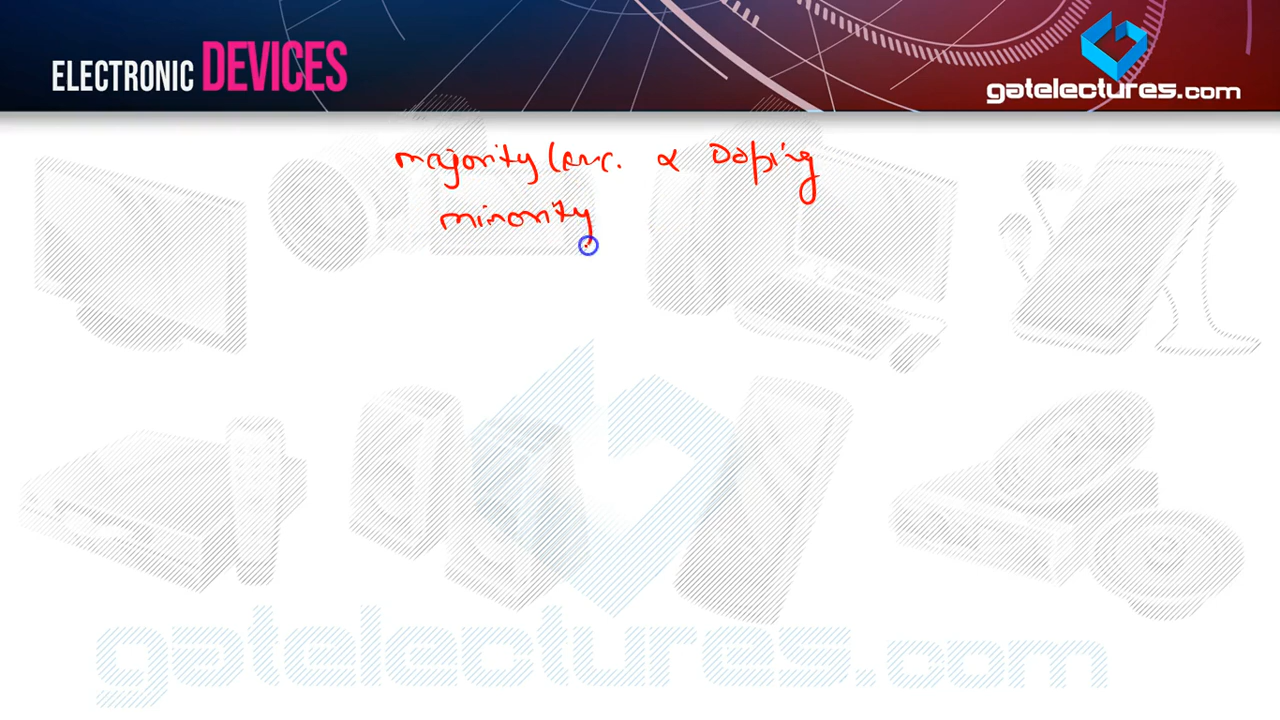 ELECTRONIC DEVICES
gatelectures.com
majority conc. ∝ Doping
minority
gatelectures.com